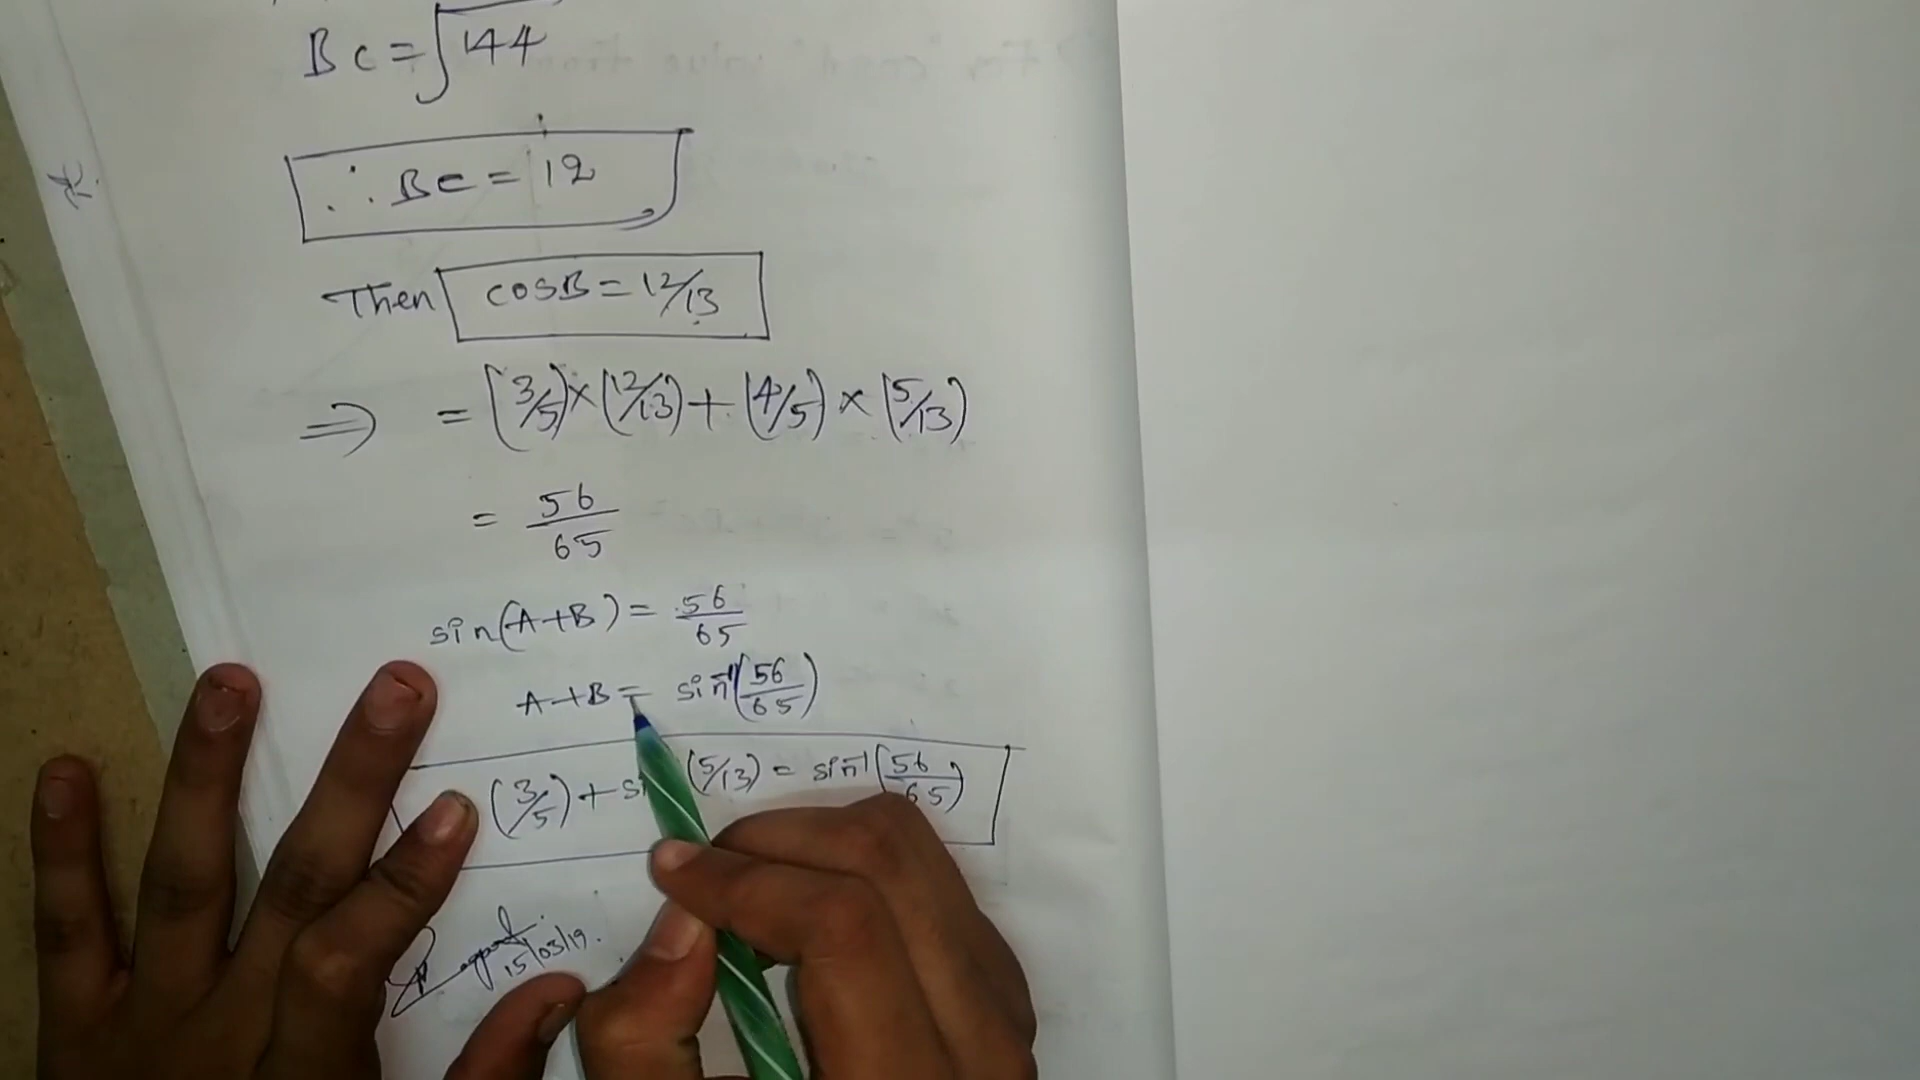 BC = √144
∴ BC = 12
Then cosB = 12/13
⇒ = (3/5) × (12/13) + (4/5) × (5/13)
= 56/65
sin(A+B) = 56/65
A+B = sin⁻¹(56/65)
(3/5) + (5/13) = sin⁻¹(56/65)
15/03/19.